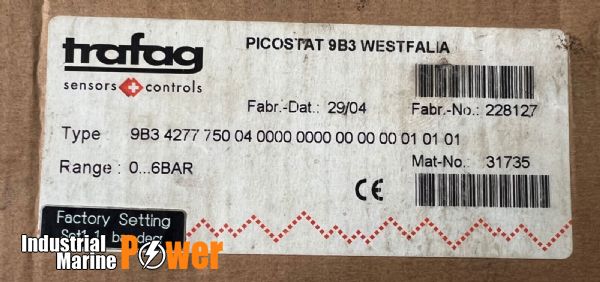 trafag
sensors controls
PICOSTAT 9B3 WESTFALIA
Fabr.-Dat.: 29/04
Fabr.-No.: 228127
Type 9B3 4277 750 04 0000 0000 00 00 00 01 01 01
Range : 0...6BAR
Mat-No.: 31735
CE
Factory Setting
Set1 1
Industrial
Marine
Power